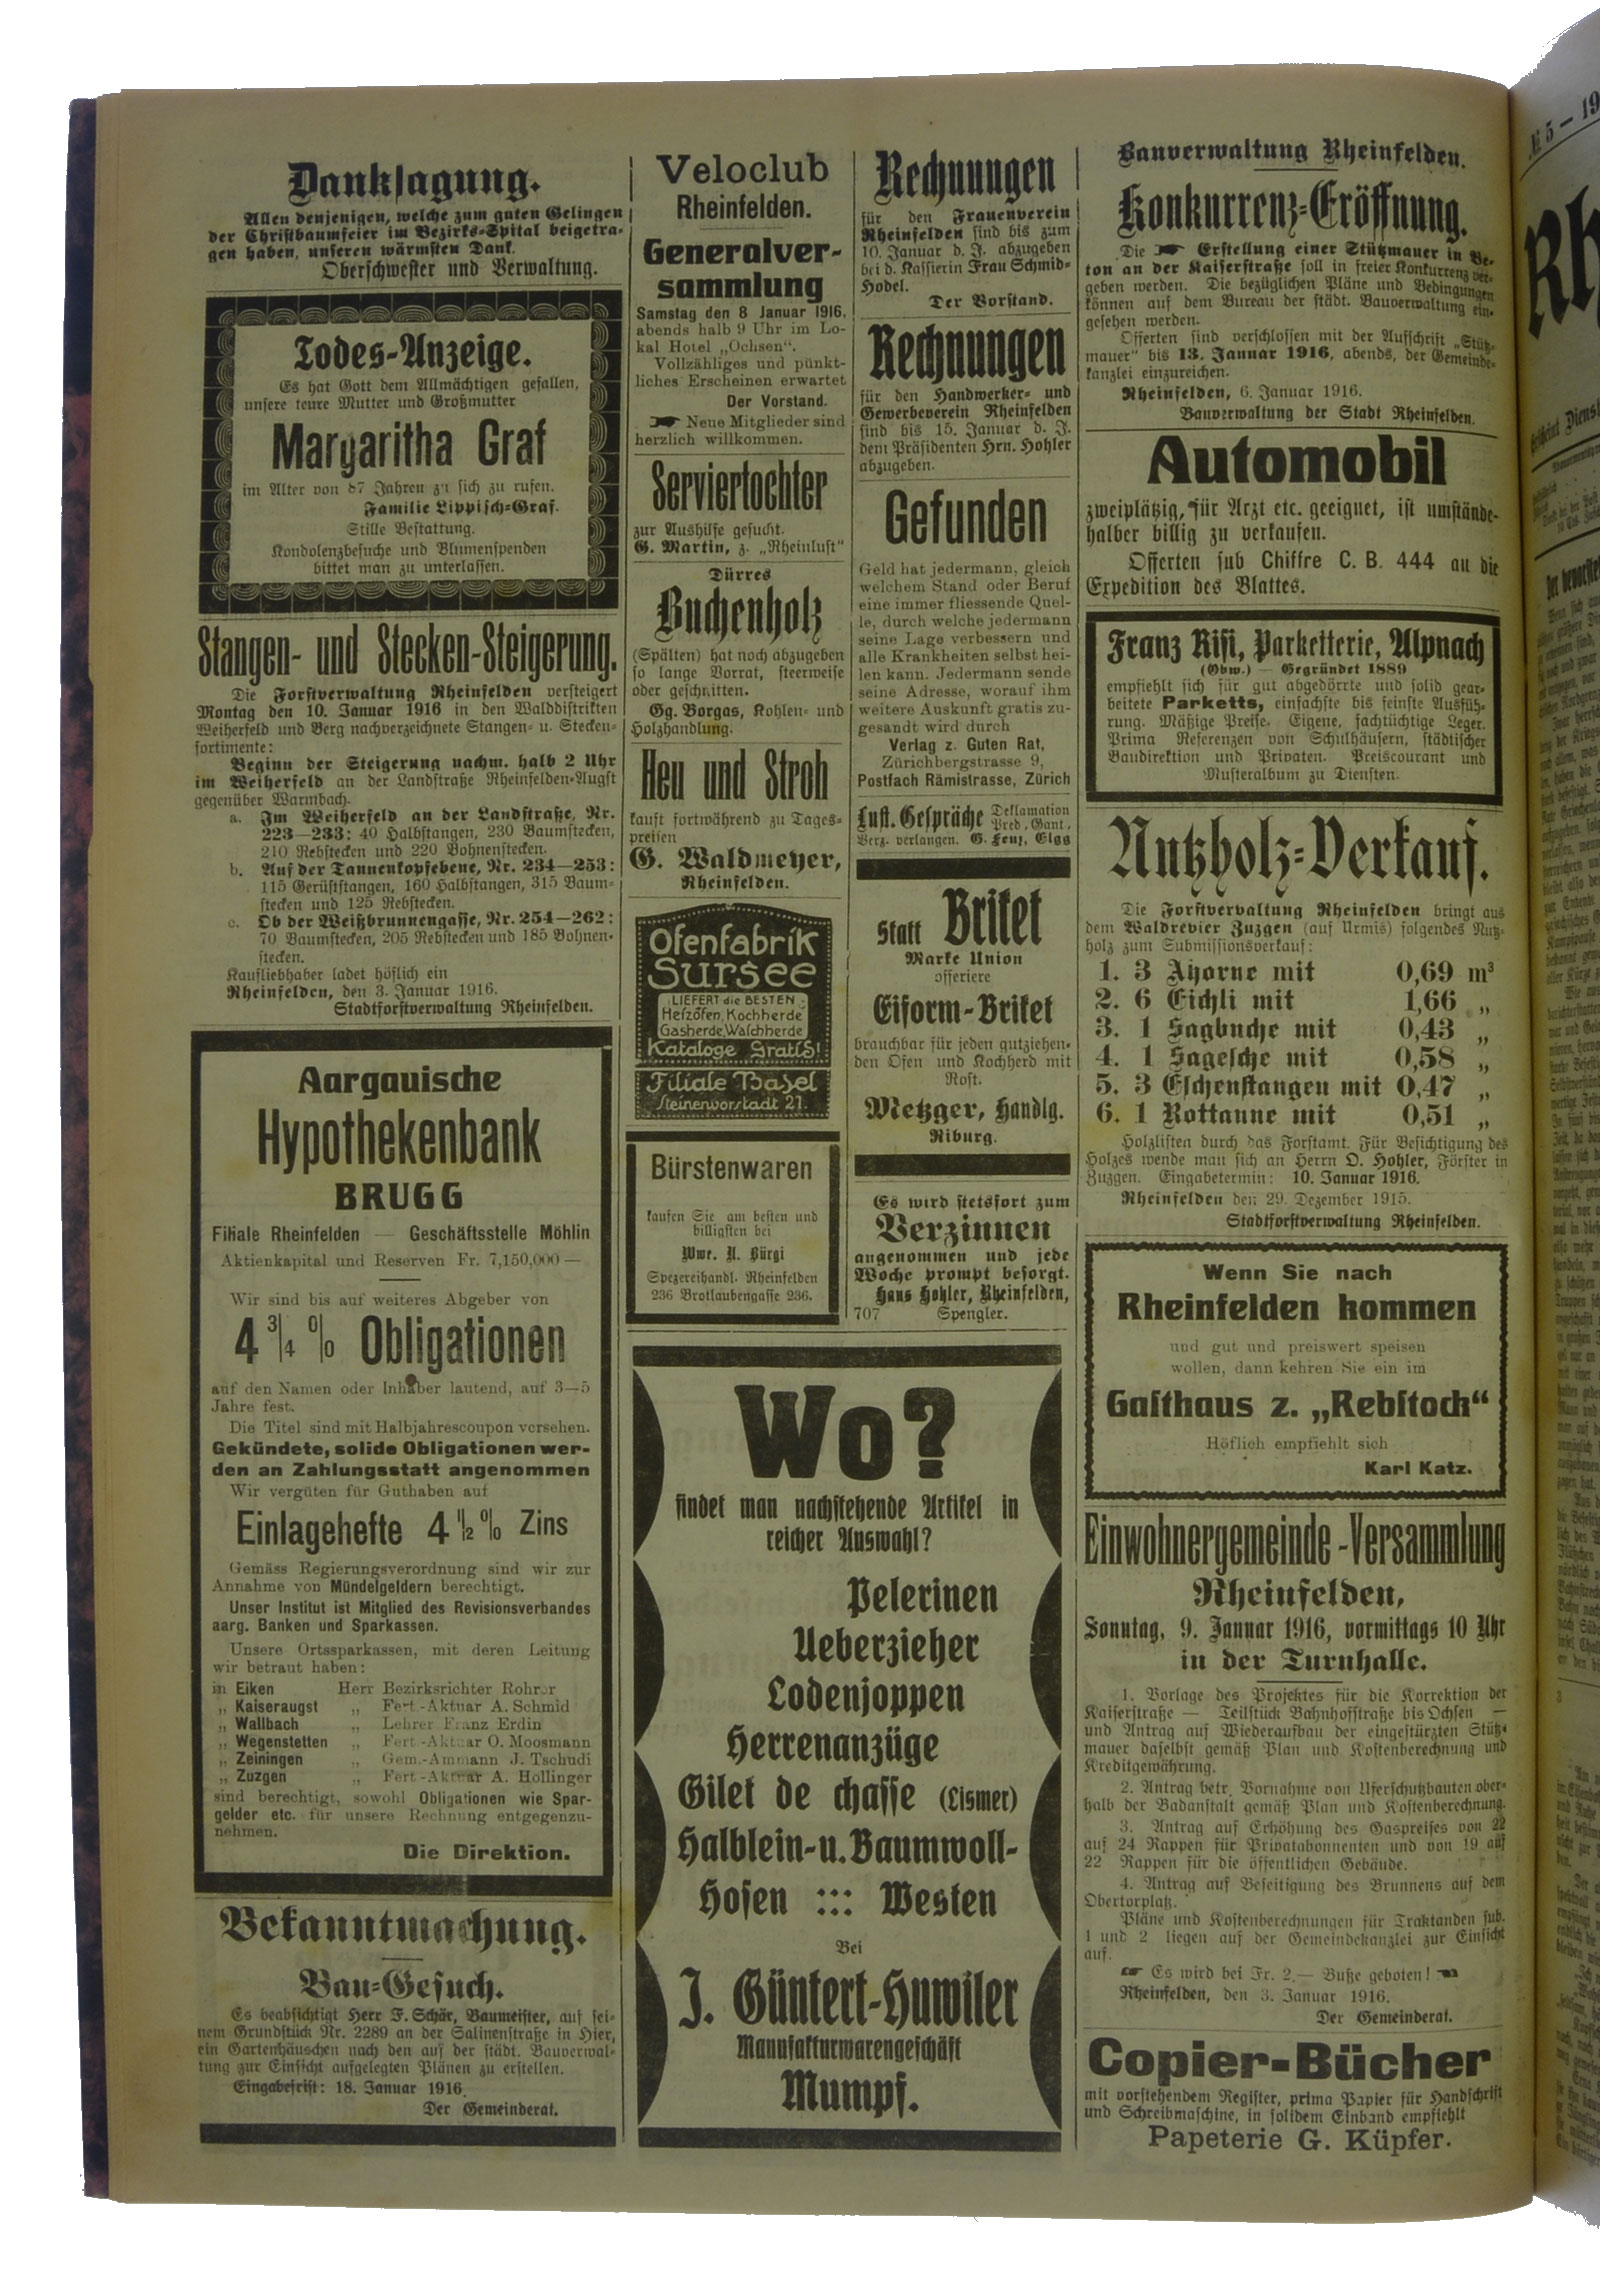 Danksagung.
Allen denjenigen, welche zum guten Gelingen
der Christbaumfeier im Bezirks-Spital beigetra-
gen haben, unseren wärmsten Dank.
Oberschwester und Verwaltung.
Todes-Anzeige.
Es hat Gott dem Allmächtigen gefallen,
unsere teure Mutter und Großmutter
Margaritha Graf
im Alter von 87 Jahren zu sich zu rufen.
Familie Lippisch-Graf.
Stille Bestattung.
Kondolenzbesuche und Blumenspenden
bittet man zu unterlassen.
Stangen- und Stecken-Steigerung.
Die Forstverwaltung Rheinfelden versteigert
Montag den 10. Januar 1916 in den Walddistrikten
Weiherfeld und Berg nachverzeichnete Stangen- u. Stecken-
sortimente:
Beginn der Steigerung nachm. halb 2 Uhr
im Weiherfeld an der Landstraße Rheinfelden-Augst
gegenüber Warmbach.
a. Im Weiherfeld an der Landstraße, Nr.
223—233: 40 Halbstangen, 230 Baumstecken,
210 Rebstecken und 220 Bohnenstecken.
b. Auf der Tannenkopfebene, Nr. 234—253:
115 Gerüststangen, 160 Halbstangen, 315 Baum-
stecken und 125 Rebstecken.
c. Ob der Weißbrunnengasse, Nr. 254—262:
70 Baumstecken, 205 Rebstecken und 185 Bohnen-
stecken.
Kaufliebhaber ladet höflich ein
Rheinfelden, den 3. Januar 1916.
Stadtforstverwaltung Rheinfelden.
Aargauische
Hypothekenbank
BRUGG
Filiale Rheinfelden — Geschäftsstelle Möhlin
Aktienkapital und Reserven Fr. 7,150,000 —
Wir sind bis auf weiteres Abgeber von
4 3/4 % Obligationen
auf den Namen oder Inhaber lautend, auf 3—5
Jahre fest.
Die Titel sind mit Halbjahrescoupon versehen.
Gekündete, solide Obligationen wer-
den an Zahlungsstatt angenommen
Wir vergüten für Guthaben auf
Einlagehefte 4 1/2 % Zins
Gemäss Regierungsverordnung sind wir zur
Annahme von Mündelgeldern berechtigt.
Unser Institut ist Mitglied des Revisionsverbandes
aarg. Banken und Sparkassen.
Unsere Ortssparkassen, mit deren Leitung
wir betraut haben:
in Eiken Herr Bezirksrichter Rohrer
„ Kaiseraugst „ Fert.-Aktuar A. Schmid
„ Wallbach „ Lehrer Franz Erdin
„ Wegenstetten „ Fert.-Aktuar O. Moosmann
„ Zeiningen „ Gem.-Ammann J. Tschudi
„ Zuzgen „ Fert.-Aktuar A. Hollinger
sind berechtigt, sowohl Obligationen wie Spar-
gelder etc. für unsere Rechnung entgegenzu-
nehmen.
Die Direktion.
Bekanntmachung.
Bau-Gesuch.
Es beabsichtigt Herr F. Schär, Baumeister, auf sei-
nem Grundstück Nr. 2289 an der Salinenstraße in Hier,
ein Gartenhäuschen nach den auf der städt. Bauverwal-
tung zur Einsicht aufgelegten Plänen zu erstellen.
Eingabefrist: 18. Januar 1916.
Der Gemeinderat.
Veloclub
Rheinfelden.
Generalver-
sammlung
Samstag den 8 Januar 1916,
abends halb 9 Uhr im Lo-
kal Hotel „Ochsen“.
Vollzähliges und pünkt-
liches Erscheinen erwartet
Der Vorstand.
☛ Neue Mitglieder sind
herzlich willkommen.
Serviertochter
zur Aushilfe gesucht.
G. Martin, z. „Rheinlust“
Dürres
Buchenholz
(Spälten) hat noch abzugeben
so lange Vorrat, steerweise
oder geschnitten.
Gg. Borgas, Kohlen- und
Holzhandlung.
Heu und Stroh
kauft fortwährend zu Tages-
preisen
G. Waldmeyer,
Rheinfelden.
Ofenfabrik
Sursee
LIEFERT die BESTEN
Heizöfen, Kochherde
Gasherde, Waschherde
Kataloge Gratis!
Filiale Basel
Steinenvorstadt 21.
Bürstenwaren
kaufen Sie am besten und
billigsten bei
Wwe. A. Bürgi
Spezereihandl. Rheinfelden
236 Brotlaubengasse 236.
Rechnungen
für den Frauenverein
Rheinfelden sind bis zum
10. Januar d. J. abzugeben
bei d. Kassierin Frau Schmid-
Hodel.
Der Vorstand.
Rechnungen
für den Handwerker- und
Gewerbeverein Rheinfelden
sind bis 15. Januar d. J.
dem Präsidenten Hrn. Hohler
abzugeben.
Gefunden
Geld hat jedermann, gleich
welchem Stand oder Beruf
eine immer fliessende Quel-
le, durch welche jedermann
seine Lage verbessern und
alle Krankheiten selbst hei-
len kann. Jedermann sende
seine Adresse, worauf ihm
weitere Auskunft gratis zu-
gesandt wird durch
Verlag z. Guten Rat,
Zürichbergstrasse 9,
Postfach Rämistrasse, Zürich
Lust. Gespräche Deklamation
Pred., Gant.,
Verz. verlangen. G. Fenz, Elgg
Statt Briket
Marke Union
offeriere
Eiform-Briket
brauchbar für jeden gutziehen-
den Ofen und Kochherd mit
Rost.
Metzger, Handlg.
Riburg.
Es wird stetsfort zum
Verzinnen
angenommen und jede
Woche prompt besorgt.
Hans Hohler, Rheinfelden,
707 Spengler.
Wo?
findet man nachstehende Artikel in
reicher Auswahl?
Pelerinen
Ueberzieher
Lodenjoppen
Herrenanzüge
Gilet de chasse (Lismer)
Halblein- u. Baumwoll-
Hosen ::: Westen
Bei
J. Güntert-Huwiler
Manufakturwarengeschäft
Mumpf.
Bauverwaltung Rheinfelden.
Konkurrenz-Eröffnung.
Die ☛ Erstellung einer Stützmauer in Be-
ton an der Kaiserstraße soll in freier Konkurrenz ver-
geben werden. Die bezüglichen Pläne und Bedingungen
können auf dem Bureau der städt. Bauverwaltung ein-
gesehen werden.
Offerten sind verschlossen mit der Aufschrift „Stütz-
mauer“ bis 13. Januar 1916, abends, der Gemeinde-
kanzlei einzureichen.
Rheinfelden, 6. Januar 1916.
Bauverwaltung der Stadt Rheinfelden.
Automobil
zweiplätzig, für Arzt etc. geeignet, ist umstände-
halber billig zu verkaufen.
Offerten sub Chiffre C. B. 444 an die
Expedition des Blattes.
Franz Risi, Parketterie, Alpnach
(Obw.) — Gegründet 1889
empfiehlt sich für gut abgedörrte und solid gear-
beitete Parketts, einfachste bis feinste Ausfüh-
rung. Mäßige Preise. Eigene, fachtüchtige Leger.
Prima Referenzen von Schulhäusern, städtischer
Baudirektion und Privaten. Preiscourant und
Musteralbum zu Diensten.
Nutzholz-Verkauf.
Die Forstverwaltung Rheinfelden bringt aus
dem Waldrevier Zuzgen (auf Urmis) folgendes Nutz-
holz zum Submissionsverkauf:
1. 3 Ahorne mit 0,69 m³
2. 6 Eichli mit 1,66 „
3. 1 Sagbuche mit 0,43 „
4. 1 Sagesche mit 0,58 „
5. 3 Eschenstangen mit 0,47 „
6. 1 Rottanne mit 0,51 „
Holzlisten durch das Forstamt. Für Besichtigung des
Holzes wende man sich an Herrn O. Hohler, Förster in
Zuzgen. Eingabetermin: 10. Januar 1916.
Rheinfelden den 29. Dezember 1915.
Stadtforstverwaltung Rheinfelden.
Wenn Sie nach
Rheinfelden kommen
und gut und preiswert speisen
wollen, dann kehren Sie ein im
Gasthaus z. „Rebstock“
Höflich empfiehlt sich
Karl Katz.
Einwohnergemeinde-Versammlung
Rheinfelden,
Sonntag, 9. Januar 1916, vormittags 10 Uhr
in der Turnhalle.
1. Vorlage des Projektes für die Korrektion der
Kaiserstraße — Teilstück Bahnhofstraße bis Ochsen —
und Antrag auf Wiederaufbau der eingestürzten Stütz-
mauer daselbst gemäß Plan und Kostenberechnung und
Kreditgewährung.
2. Antrag betr. Vornahme von Uferschutzbauten ober-
halb der Badanstalt gemäß Plan und Kostenberechnung.
3. Antrag auf Erhöhung des Gaspreises von 22
auf 24 Rappen für Privatabonnenten und von 19 auf
22 Rappen für die öffentlichen Gebäude.
4. Antrag auf Beseitigung des Brunnens auf dem
Obertorplatz.
Pläne und Kostenberechnungen für Traktanden sub.
1 und 2 liegen auf der Gemeindekanzlei zur Einsicht
auf.
☛ Es wird bei Fr. 2.— Buße geboten! ☚
Rheinfelden, den 3. Januar 1916.
Der Gemeinderat.
Copier-Bücher
mit vorstehendem Register, prima Papier für Handschrift
und Schreibmaschine, in solidem Einband empfiehlt
Papeterie G. Küpfer.
№ 5 — 19
Rh
Erscheint Dienst